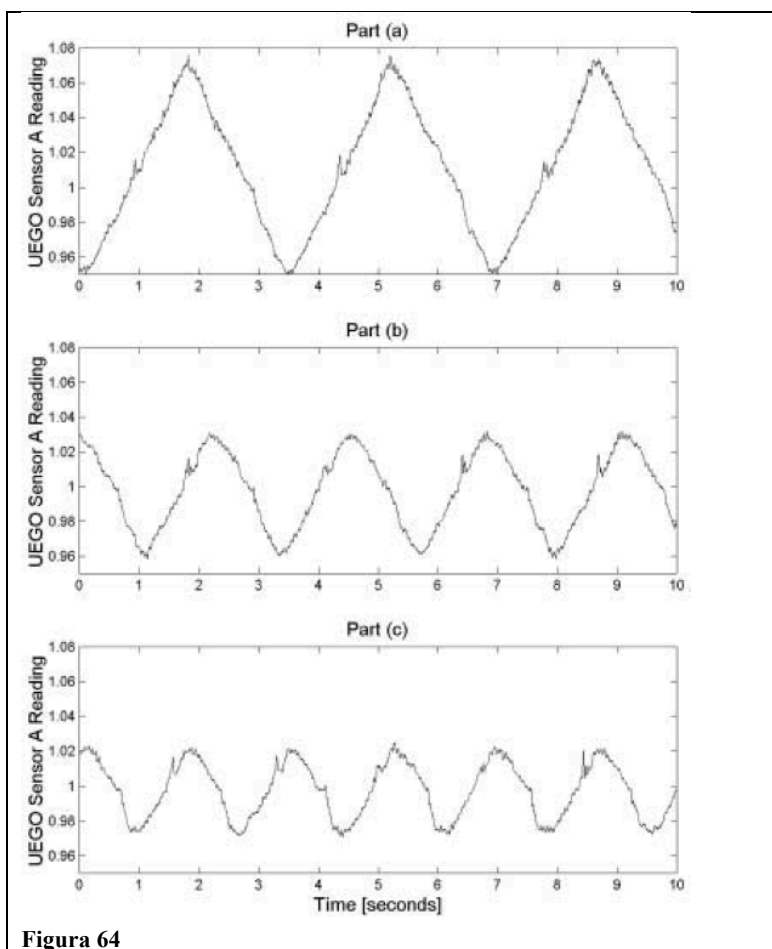 Part (a)
UEGO Sensor A Reading
1.08
1.06
1.04
1.02
1
0.98
0.96
0 1 2 3 4 5 6 7 8 9 10
Part (b)
UEGO Sensor A Reading
1.08
1.06
1.04
1.02
1
0.98
0.96
0 1 2 3 4 5 6 7 8 9 10
Part (c)
UEGO Sensor A Reading
1.08
1.06
1.04
1.02
1
0.98
0.96
0 1 2 3 4 5 6 7 8 9 10
Time [seconds]
Figura 64